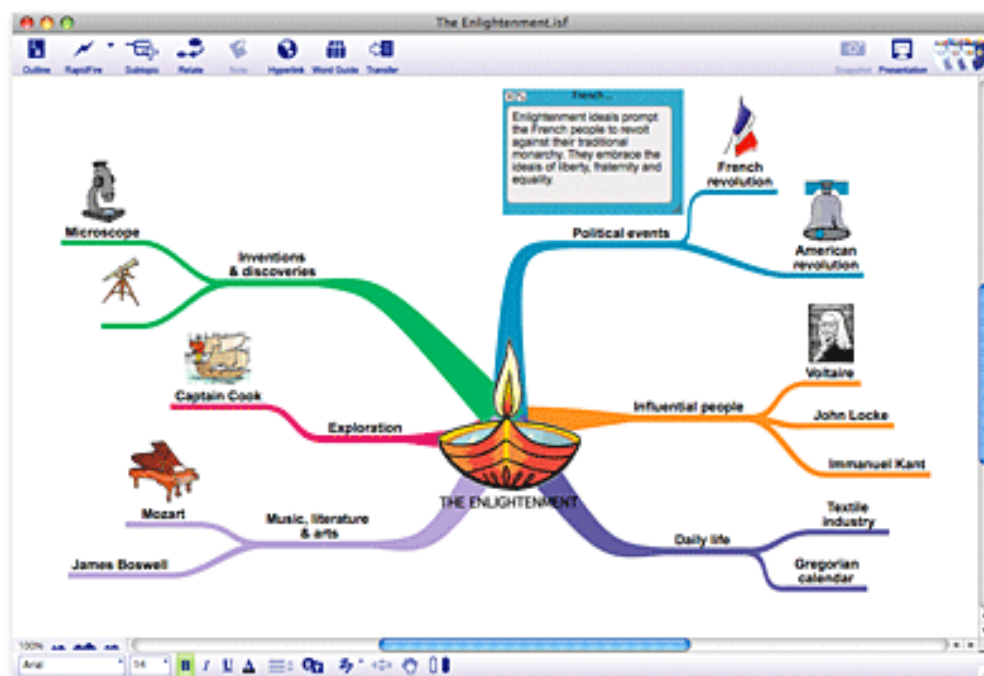 The Enlightenment.isf
Outline RapidFire Subtopic Relate Note Hyperlink Word Guide Transfer Snapshot Presentation
French ...
Enlightenment ideals prompt
the French people to revolt
against their traditional
monarchy. They embrace the
ideals of liberty, fraternity and
equality.
French
revolution
Political events
American
revolution
Microscope
Inventions
& discoveries
Captain Cook
Exploration
Voltaire
Influential people
John Locke
Immanuel Kant
THE ENLIGHTENMENT
Mozart
Music, literature
& arts
James Boswell
Textile
industry
Daily life
Gregorian
calendar
100%
Arial 14 B I U A